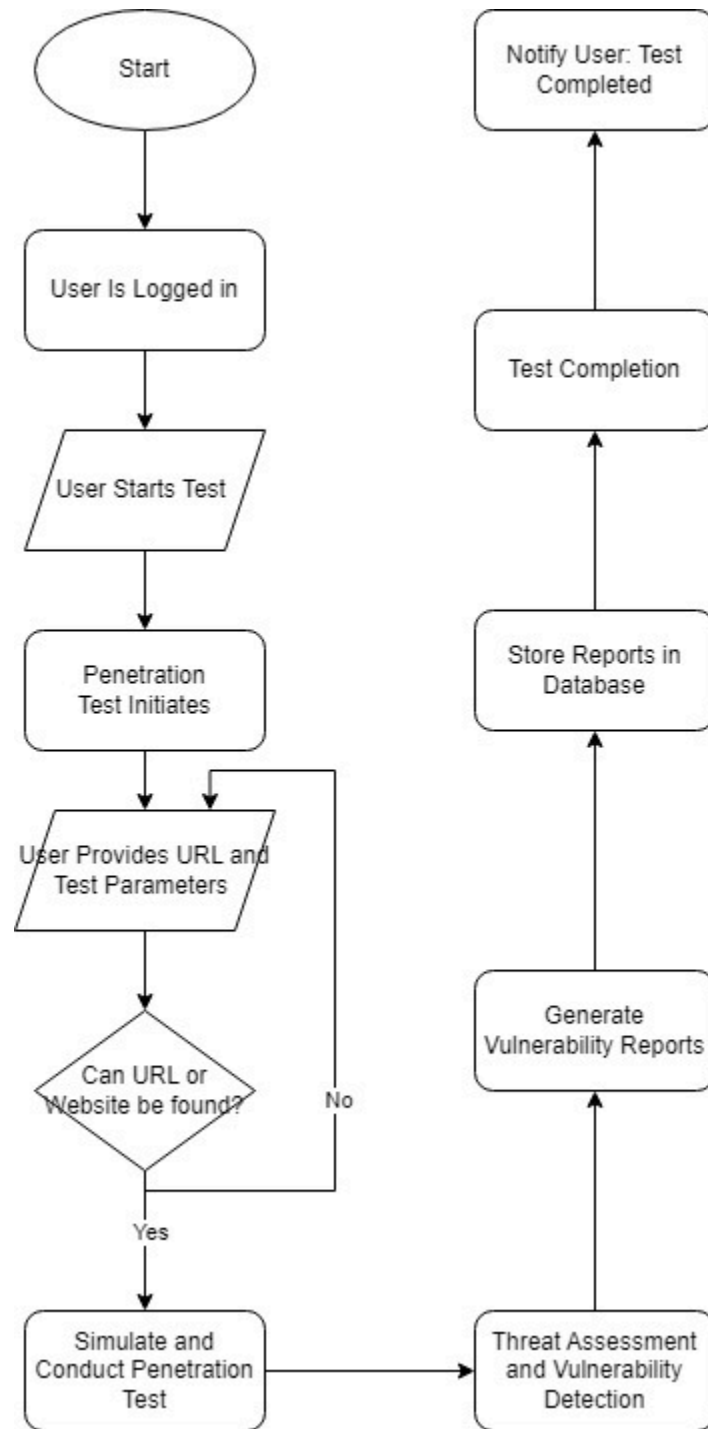 Start
User Is Logged in
User Starts Test
Penetration
Test Initiates
User Provides URL and
Test Parameters
Can URL or
Website be found?
No
Yes
Simulate and
Conduct Penetration
Test
Threat Assessment
and Vulnerability
Detection
Generate
Vulnerability Reports
Store Reports in
Database
Test Completion
Notify User: Test
Completed